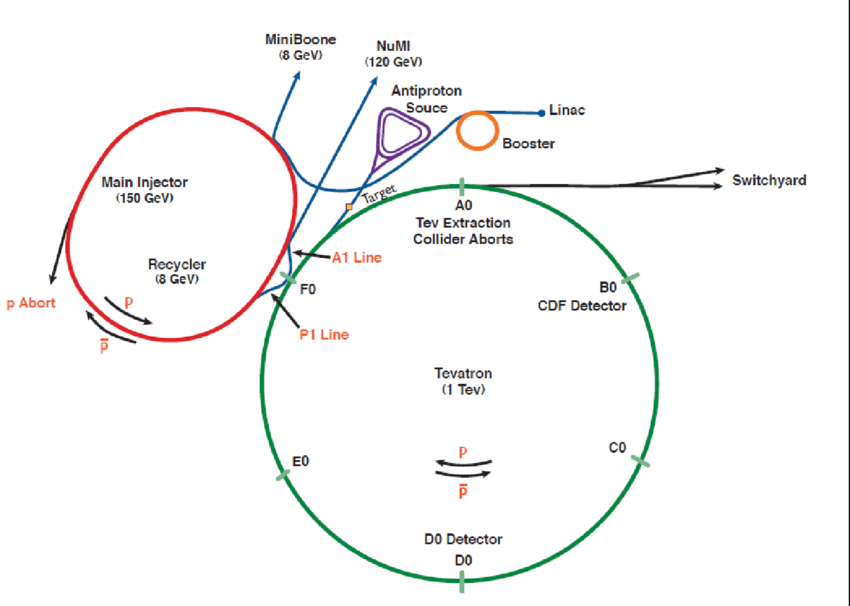 MiniBoone
(8 GeV)
NuMI
(120 GeV)
Antiproton
Souce
Linac
Booster
Main Injector
(150 GeV)
Target
Switchyard
A0
Tev Extraction
Collider Aborts
A1 Line
Recycler
(8 GeV)
F0
B0
CDF Detector
p Abort
p
p̅
P1 Line
Tevatron
(1 Tev)
E0
C0
p
p̅
D0 Detector
D0